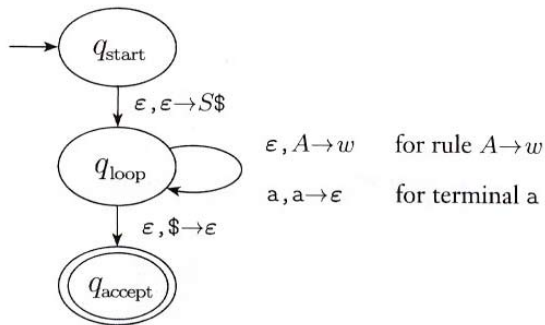 q_start
ε, ε→S$
q_loop
ε, A→w for rule A→w
a, a→ε for terminal a
ε, $→ε
q_accept